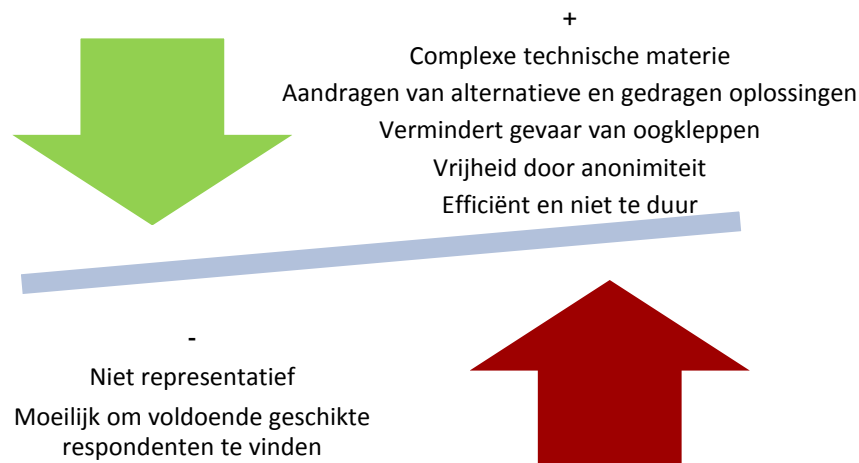 +
Complexe technische materie
Aandragen van alternatieve en gedragen oplossingen
Vermindert gevaar van oogkleppen
Vrijheid door anonimiteit
Efficiënt en niet te duur
-
Niet representatief
Moeilijk om voldoende geschikte
respondenten te vinden